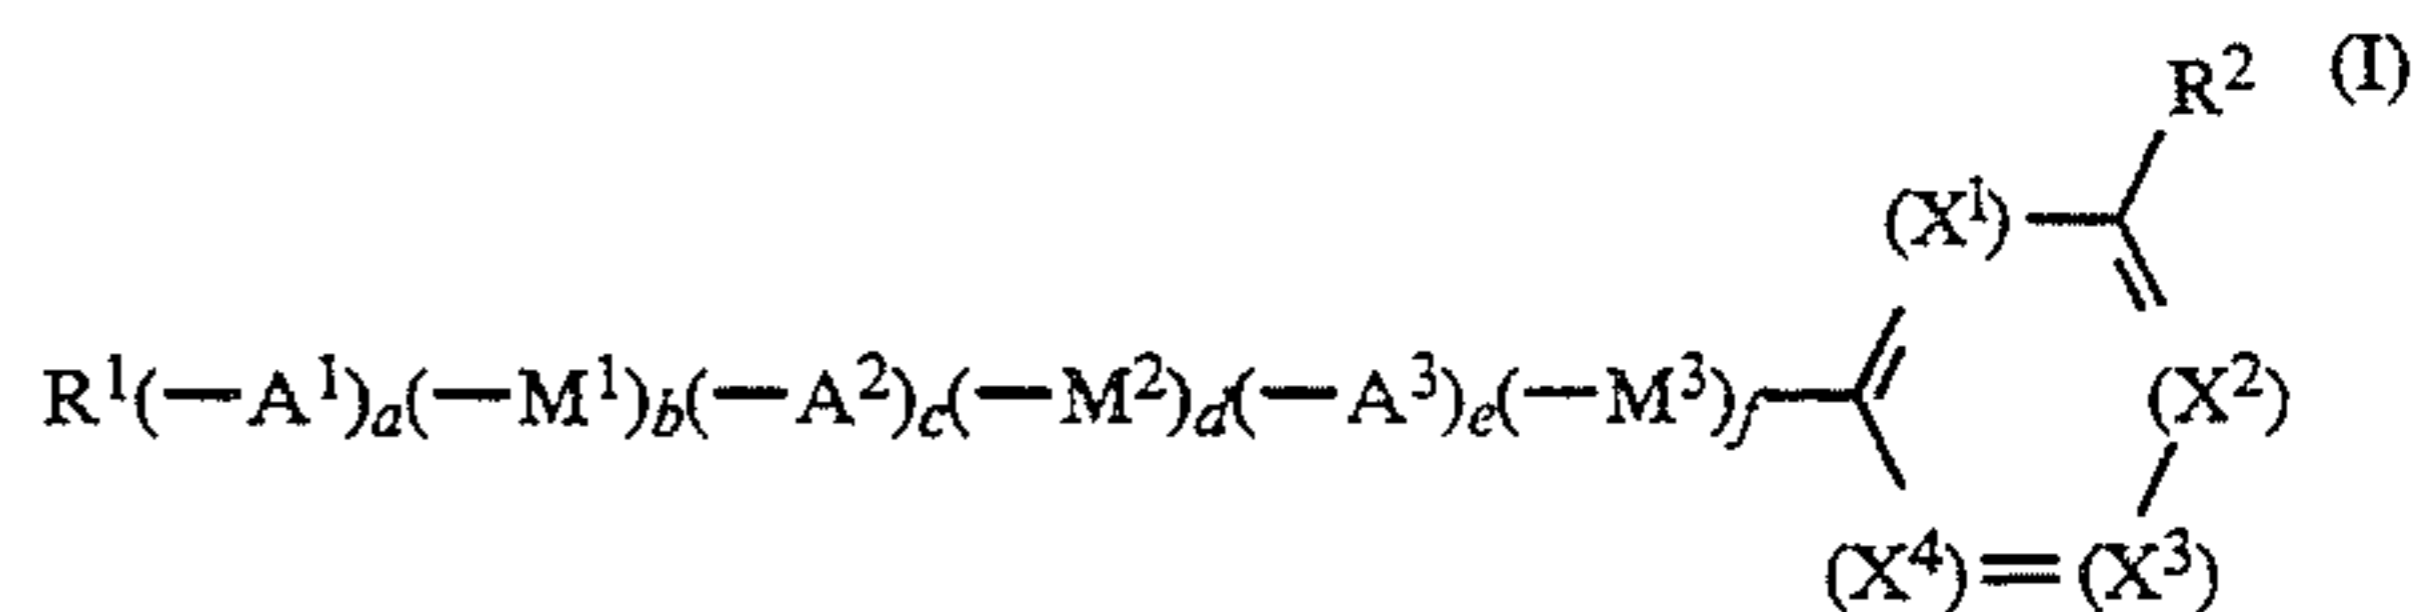 R² (I)
(X¹)
R¹(—A¹)a(—M¹)b(—A²)c(—M²)d(—A³)e(—M³)f (X²)
(X⁴)=(X³)